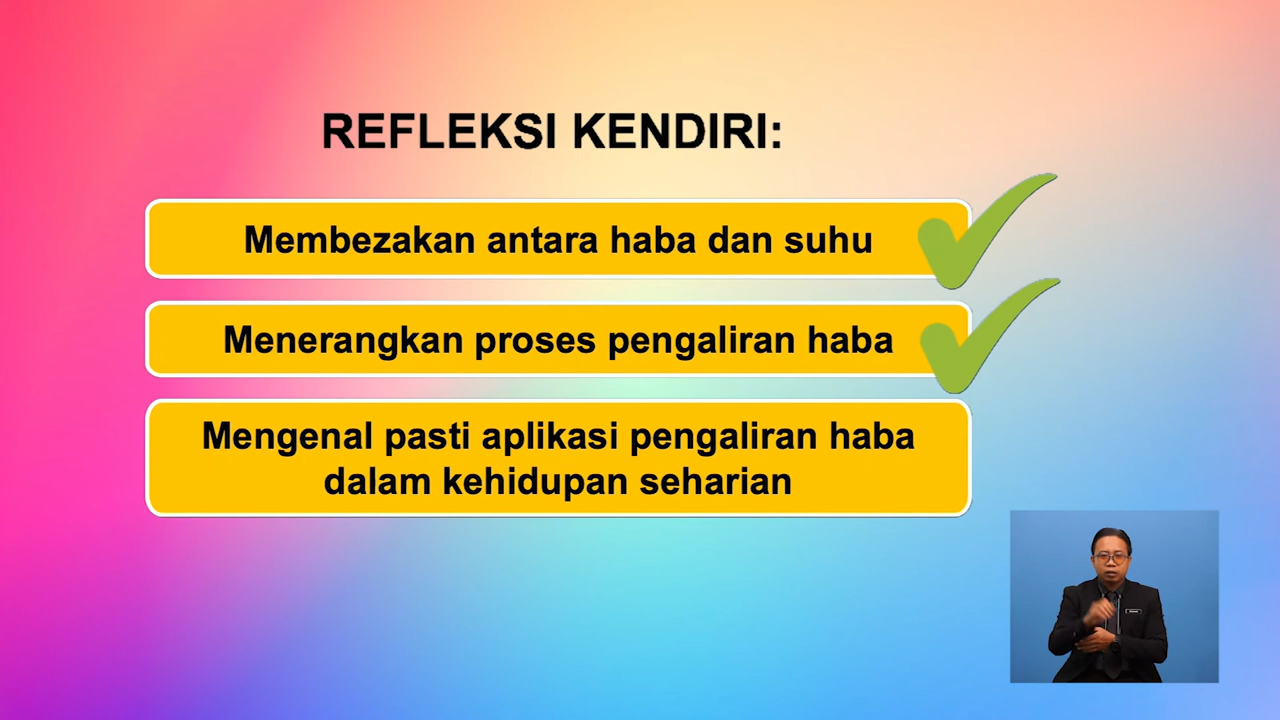 REFLEKSI KENDIRI:
Membezakan antara haba dan suhu
Menerangkan proses pengaliran haba
Mengenal pasti aplikasi pengaliran haba
dalam kehidupan seharian